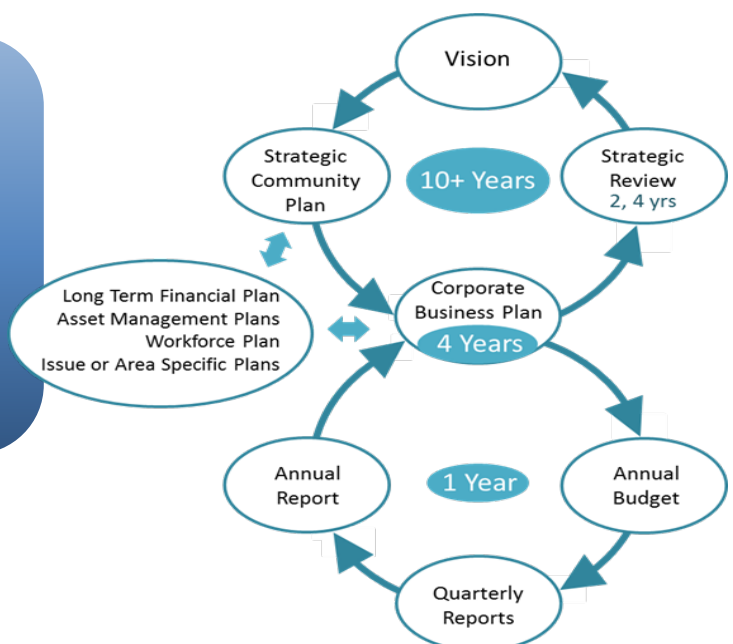 Vision
Strategic
Community
Plan
10+ Years
Strategic
Review
2, 4 yrs
Long Term Financial Plan
Asset Management Plans
Workforce Plan
Issue or Area Specific Plans
Corporate
Business Plan
4 Years
Annual
Report
1 Year
Annual
Budget
Quarterly
Reports